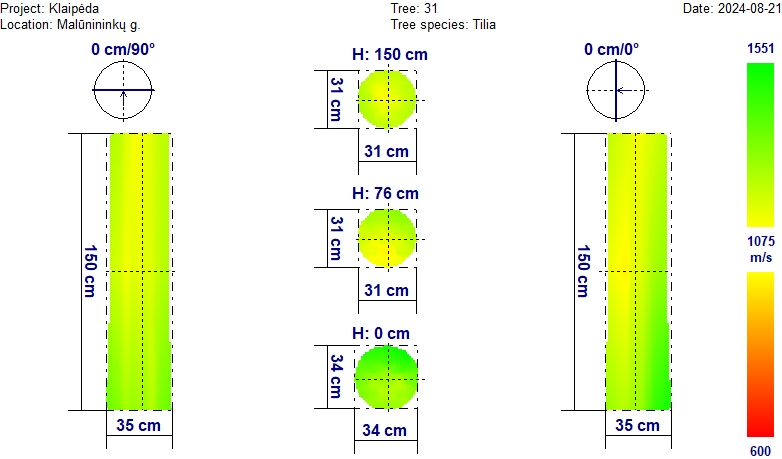 Project: Klaipėda
Tree: 31
Date: 2024-08-21
Location: Malūnininkų g.
Tree species: Tilia
0 cm/90°
H: 150 cm
0 cm/0°
1551
31 cm
31 cm
H: 76 cm
31 cm
31 cm
150 cm
150 cm
1075
m/s
H: 0 cm
34 cm
35 cm
34 cm
35 cm
600